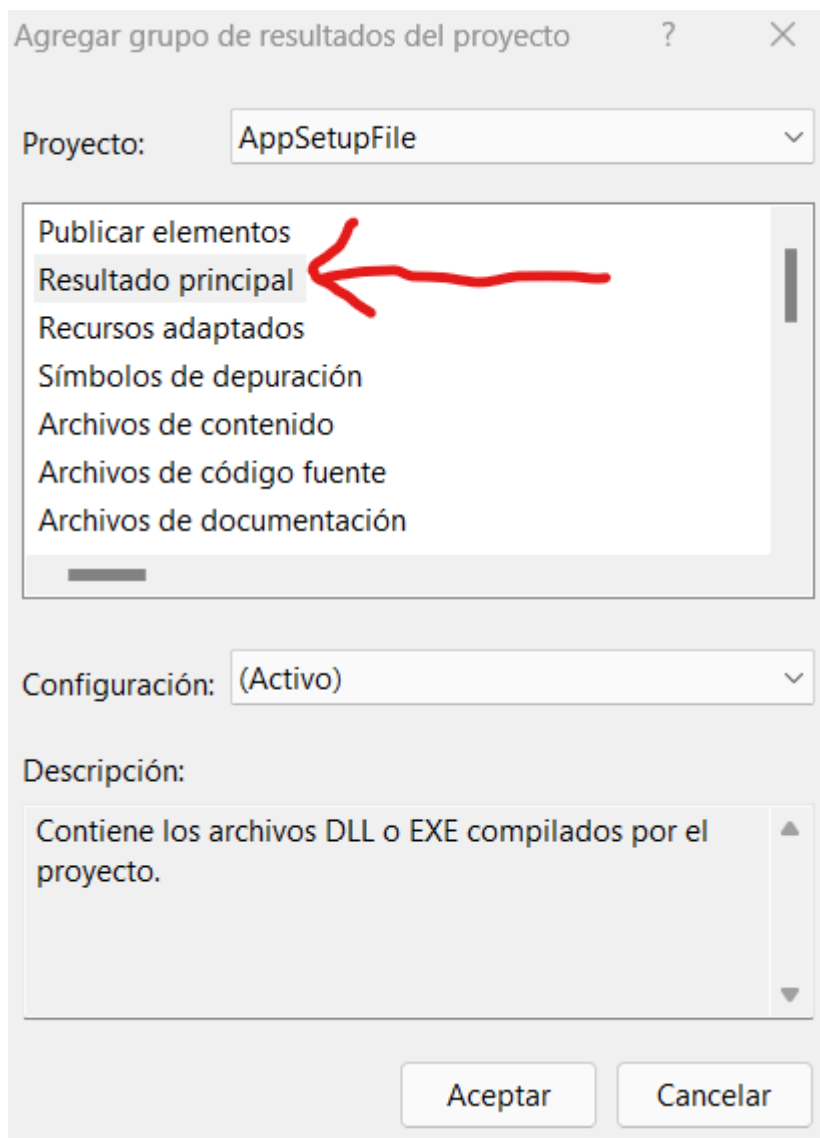 Agregar grupo de resultados del proyecto ?
Proyecto: AppSetupFile
Publicar elementos
Resultado principal
Recursos adaptados
Símbolos de depuración
Archivos de contenido
Archivos de código fuente
Archivos de documentación
Configuración: (Activo)
Descripción:
Contiene los archivos DLL o EXE compilados por el
proyecto.
Aceptar Cancelar